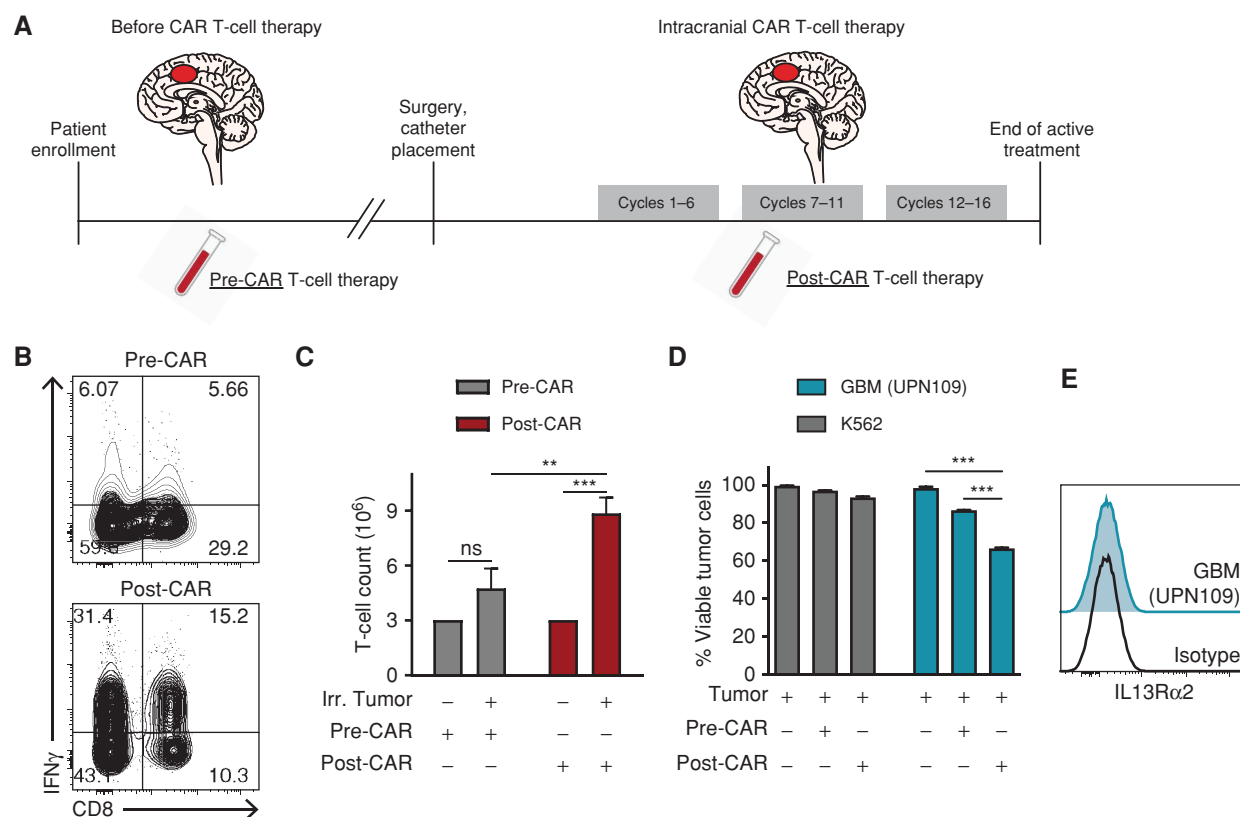 A
Before CAR T-cell therapy
Intracranial CAR T-cell therapy
Patient
enrollment
Surgery,
catheter
placement
End of active
treatment
Cycles 1–6
Cycles 7–11
Cycles 12–16
Pre-CAR T-cell therapy
Post-CAR T-cell therapy
B
Pre-CAR
6.07
5.66
29.2
Post-CAR
31.4
15.2
10.3
IFNγ
CD8
C
Pre-CAR
Post-CAR
**
***
ns
T-cell count (10⁶)
9
6
3
0
Irr. Tumor – + – +
Pre-CAR + + – –
Post-CAR – – + +
D
GBM (UPN109)
K562
***
***
% Viable tumor cells
100
80
60
40
20
0
Tumor + + + + + +
Pre-CAR – + – – + –
Post-CAR – – + – – +
E
GBM
(UPN109)
Isotype
IL13Rα2